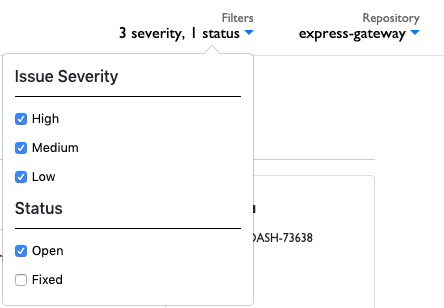 Filters
Repository
3 severity, 1 status
express-gateway
Issue Severity
High
Medium
Low
Status
DASH-73638
Open
Fixed